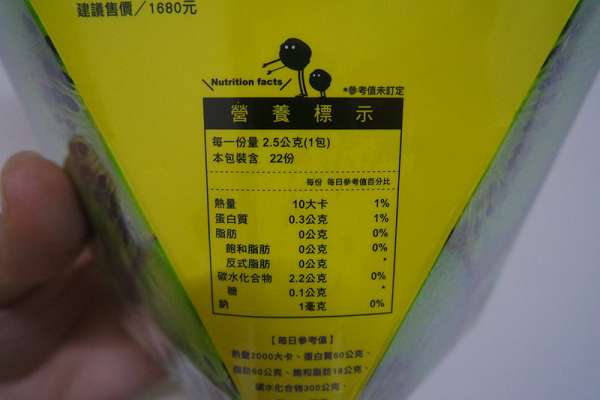 建議售價／1680元
\Nutrition facts/
*參考值未訂定
營養標示
每一份量 2.5公克(1包)
本包裝含 22份
每份 每日參考值百分比
熱量 10大卡 1%
蛋白質 0.3公克 1%
脂肪 0公克 0%
飽和脂肪 0公克 0%
反式脂肪 0公克 *
碳水化合物 2.2公克 0%
糖 0.1公克 *
鈉 1毫克 0%
【每日參考值】
熱量2000大卡、蛋白質60公克、
脂肪60公克、飽和脂肪18公克、
碳水化合物300公克、